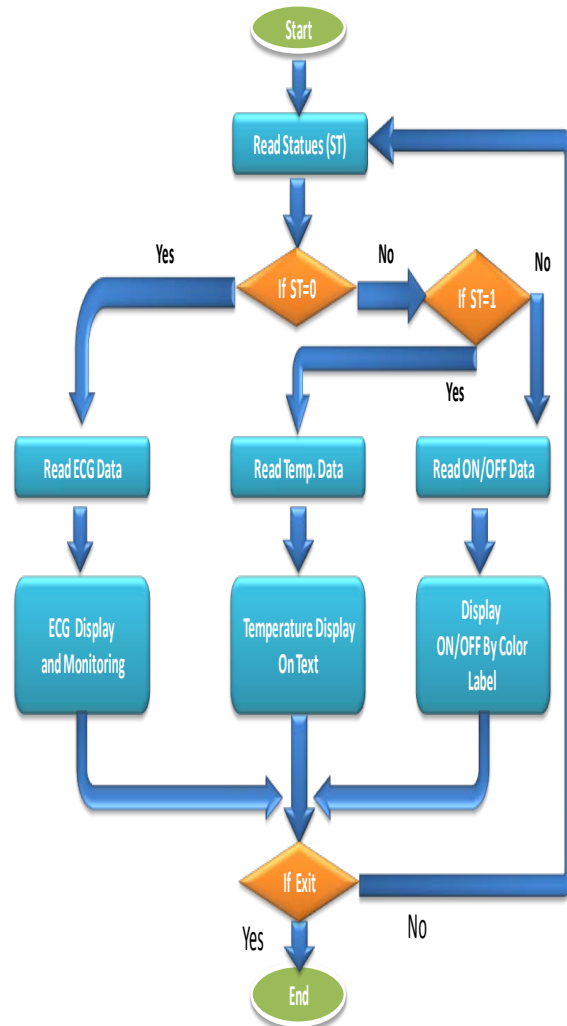 Start
Read Statues (ST)
Yes
If ST=0
No
If ST=1
No
Yes
Read ECG Data
Read Temp. Data
Read ON/OFF Data
ECG Display
and Monitoring
Temperature Display
On Text
Display
ON/OFF By Color
Label
If Exit
No
Yes
End